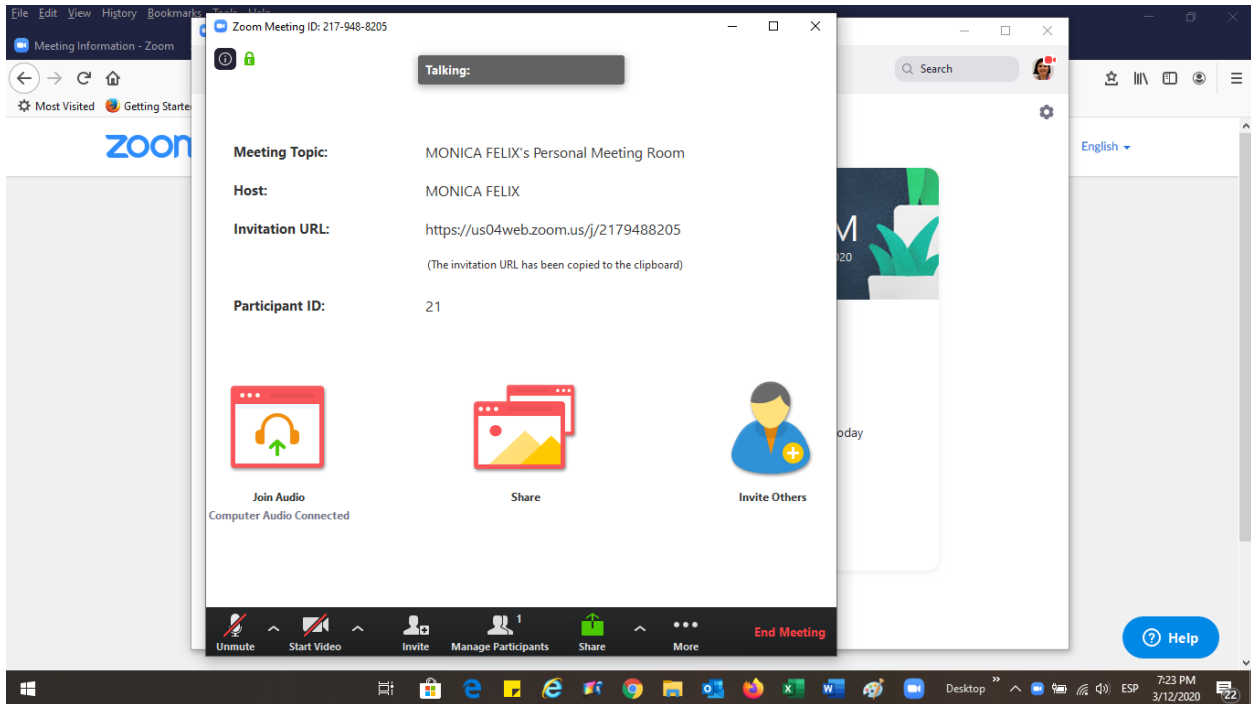 File Edit View History Bookmarks Tools Help
Meeting Information - Zoom
Most Visited Getting Starte
zoom
English
Search
Zoom Meeting ID: 217-948-8205
Talking:
Meeting Topic: MONICA FELIX's Personal Meeting Room
Host: MONICA FELIX
Invitation URL: https://us04web.zoom.us/j/2179488205
(The invitation URL has been copied to the clipboard)
Participant ID: 21
M
20
oday
Join Audio Share Invite Others
Computer Audio Connected
1
Unmute Start Video Invite Manage Participants Share More End Meeting
Help
Desktop ESP 7:23 PM
3/12/2020
22